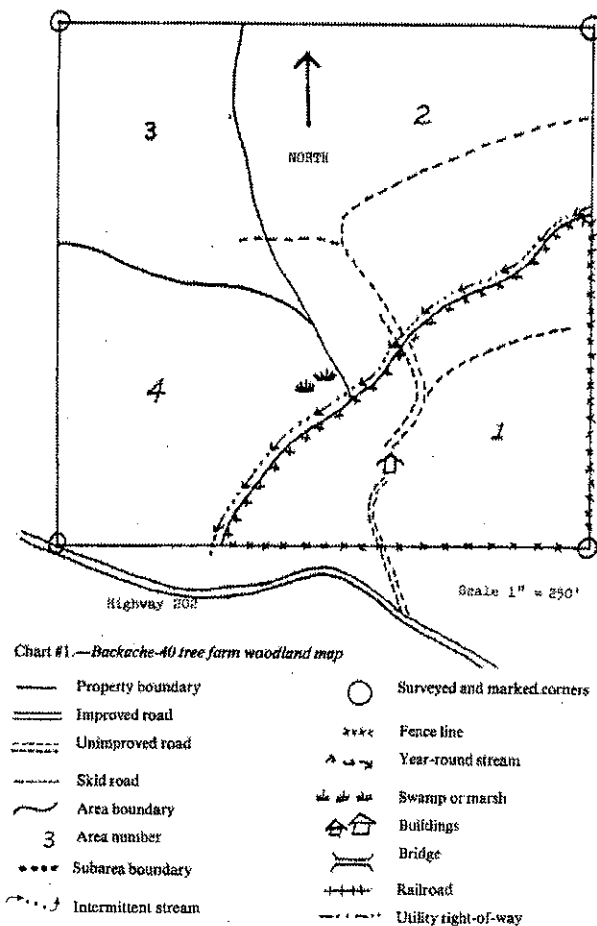 3
2
NORTH
4
1
Highway 202
Scale 1" = 250'
Chart #1.—Backache-40 tree farm woodland map
Property boundary
Improved road
Unimproved road
Skid road
Area boundary
3 Area number
Subarea boundary
Intermittent stream
Surveyed and marked corners
Fence line
Year-round stream
Swamp or marsh
Buildings
Bridge
Railroad
Utility right-of-way